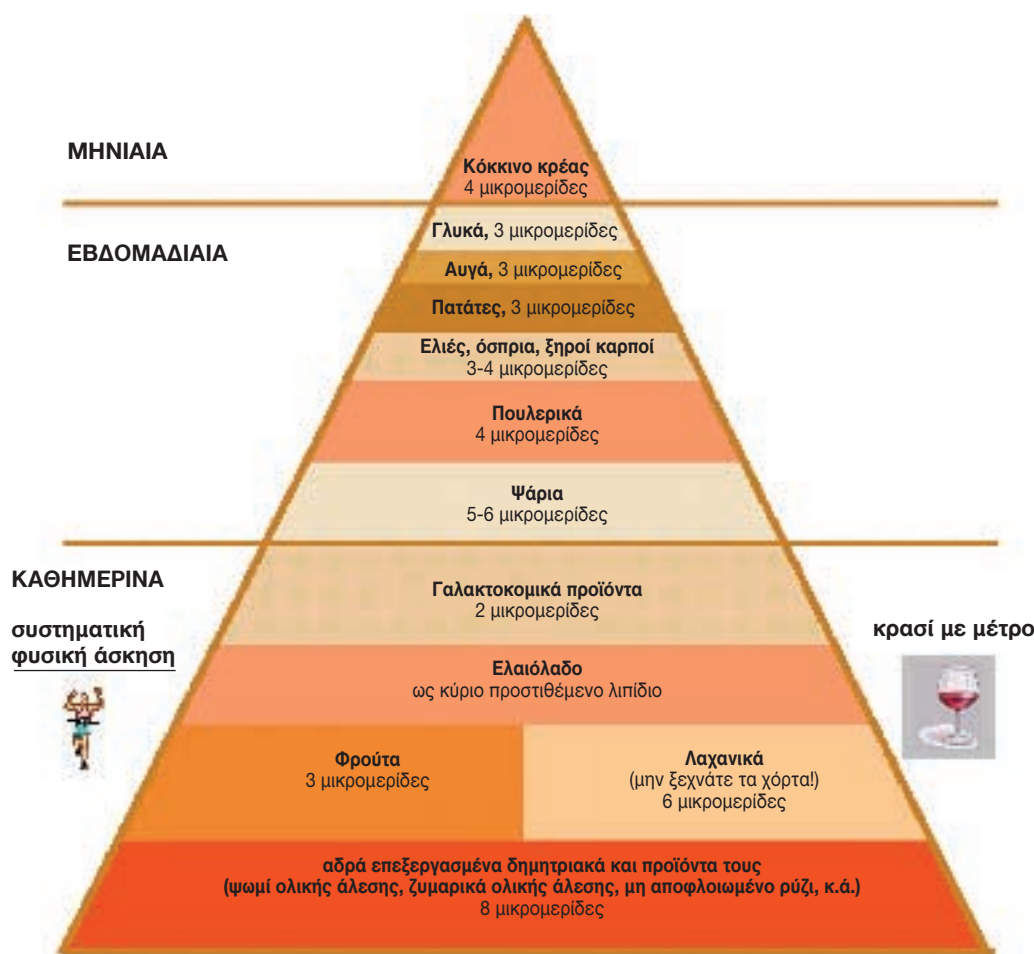 ΜΗΝΙΑΙΑ
Κόκκινο κρέας
4 μικρομερίδες
ΕΒΔΟΜΑΔΙΑΙΑ
Γλυκά, 3 μικρομερίδες
Αυγά, 3 μικρομερίδες
Πατάτες, 3 μικρομερίδες
Ελιές, όσπρια, ξηροί καρποί
3-4 μικρομερίδες
Πουλερικά
4 μικρομερίδες
Ψάρια
5-6 μικρομερίδες
ΚΑΘΗΜΕΡΙΝΑ
Γαλακτοκομικά προϊόντα
2 μικρομερίδες
συστηματική
φυσική άσκηση
κρασί με μέτρο
Ελαιόλαδο
ως κύριο προστιθέμενο λιπίδιο
Φρούτα
3 μικρομερίδες
Λαχανικά
(μην ξεχνάτε τα χόρτα!)
6 μικρομερίδες
αδρά επεξεργασμένα δημητριακά και προϊόντα τους
(ψωμί ολικής άλεσης, ζυμαρικά ολικής άλεσης, μη αποφλοιωμένο ρύζι, κ.ά.)
8 μικρομερίδες